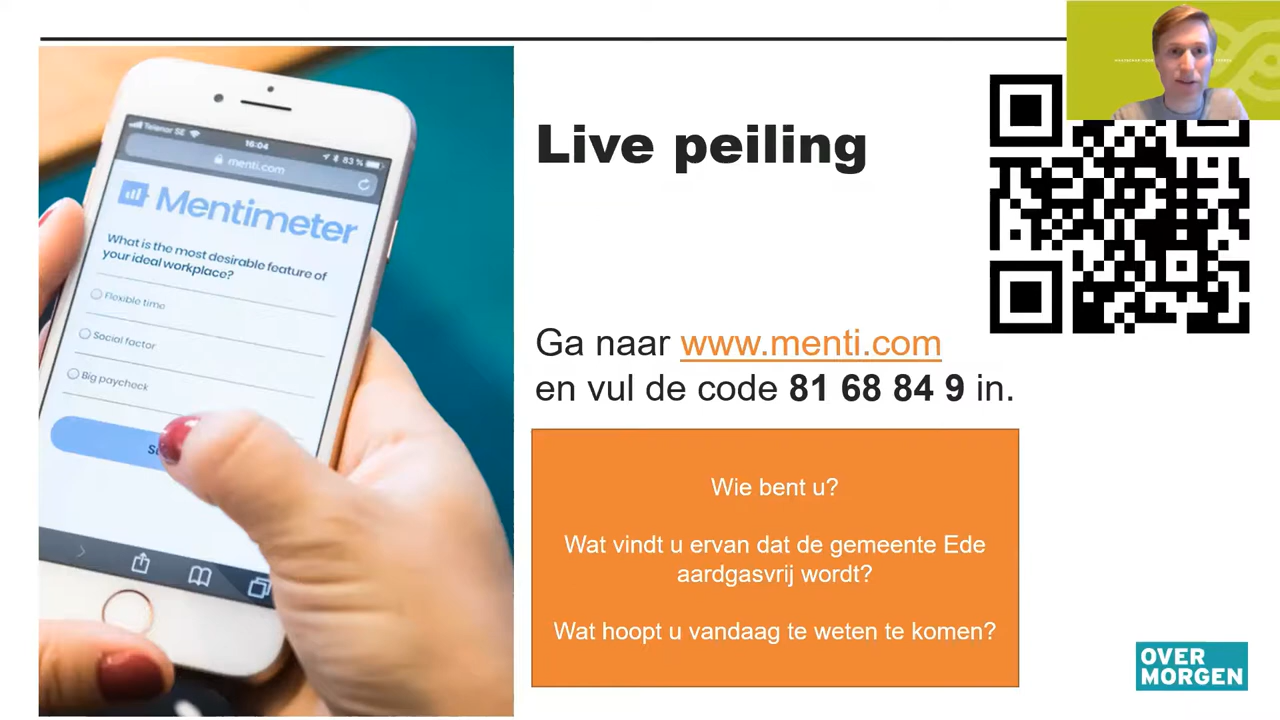 Live peiling
Ga naar www.menti.com
en vul de code 81 68 84 9 in.
Wie bent u?
Wat vindt u ervan dat de gemeente Ede
aardgasvrij wordt?
Wat hoopt u vandaag te weten te komen?
OVER
MORGEN
Telenor SE
16:04
83 %
menti.com
Mentimeter
What is the most desirable feature of
your ideal workplace?
Flexible time
Social factor
Big paycheck